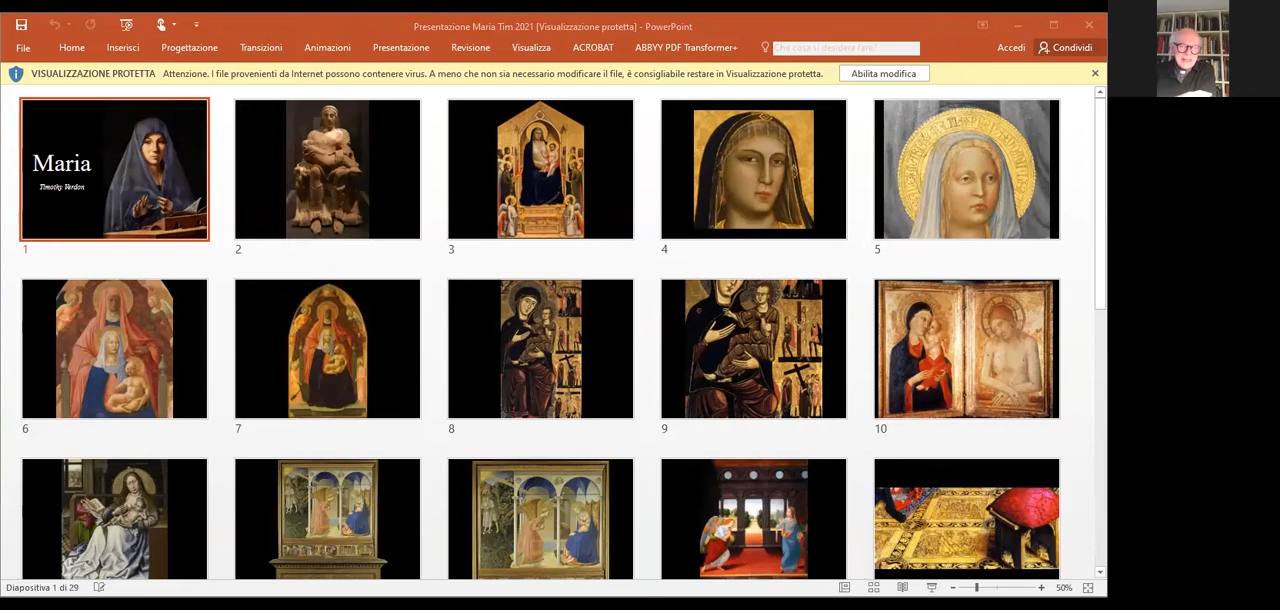 Presentazione Maria Tim 2021 [Visualizzazione protetta] - PowerPoint
File Home Inserisci Progettazione Transizioni Animazioni Presentazione Revisione Visualizza ACROBAT ABBYY PDF Transformer+ Che cosa si desidera fare? Accedi Condividi
VISUALIZZAZIONE PROTETTA Attenzione. I file provenienti da Internet possono contenere virus. A meno che non sia necessario modificare il file, è consigliabile restare in Visualizzazione protetta. Abilita modifica
Maria
Timothy Verdon
1 2 3 4 5
6 7 8 9 10
Diapositiva 1 di 29 50%